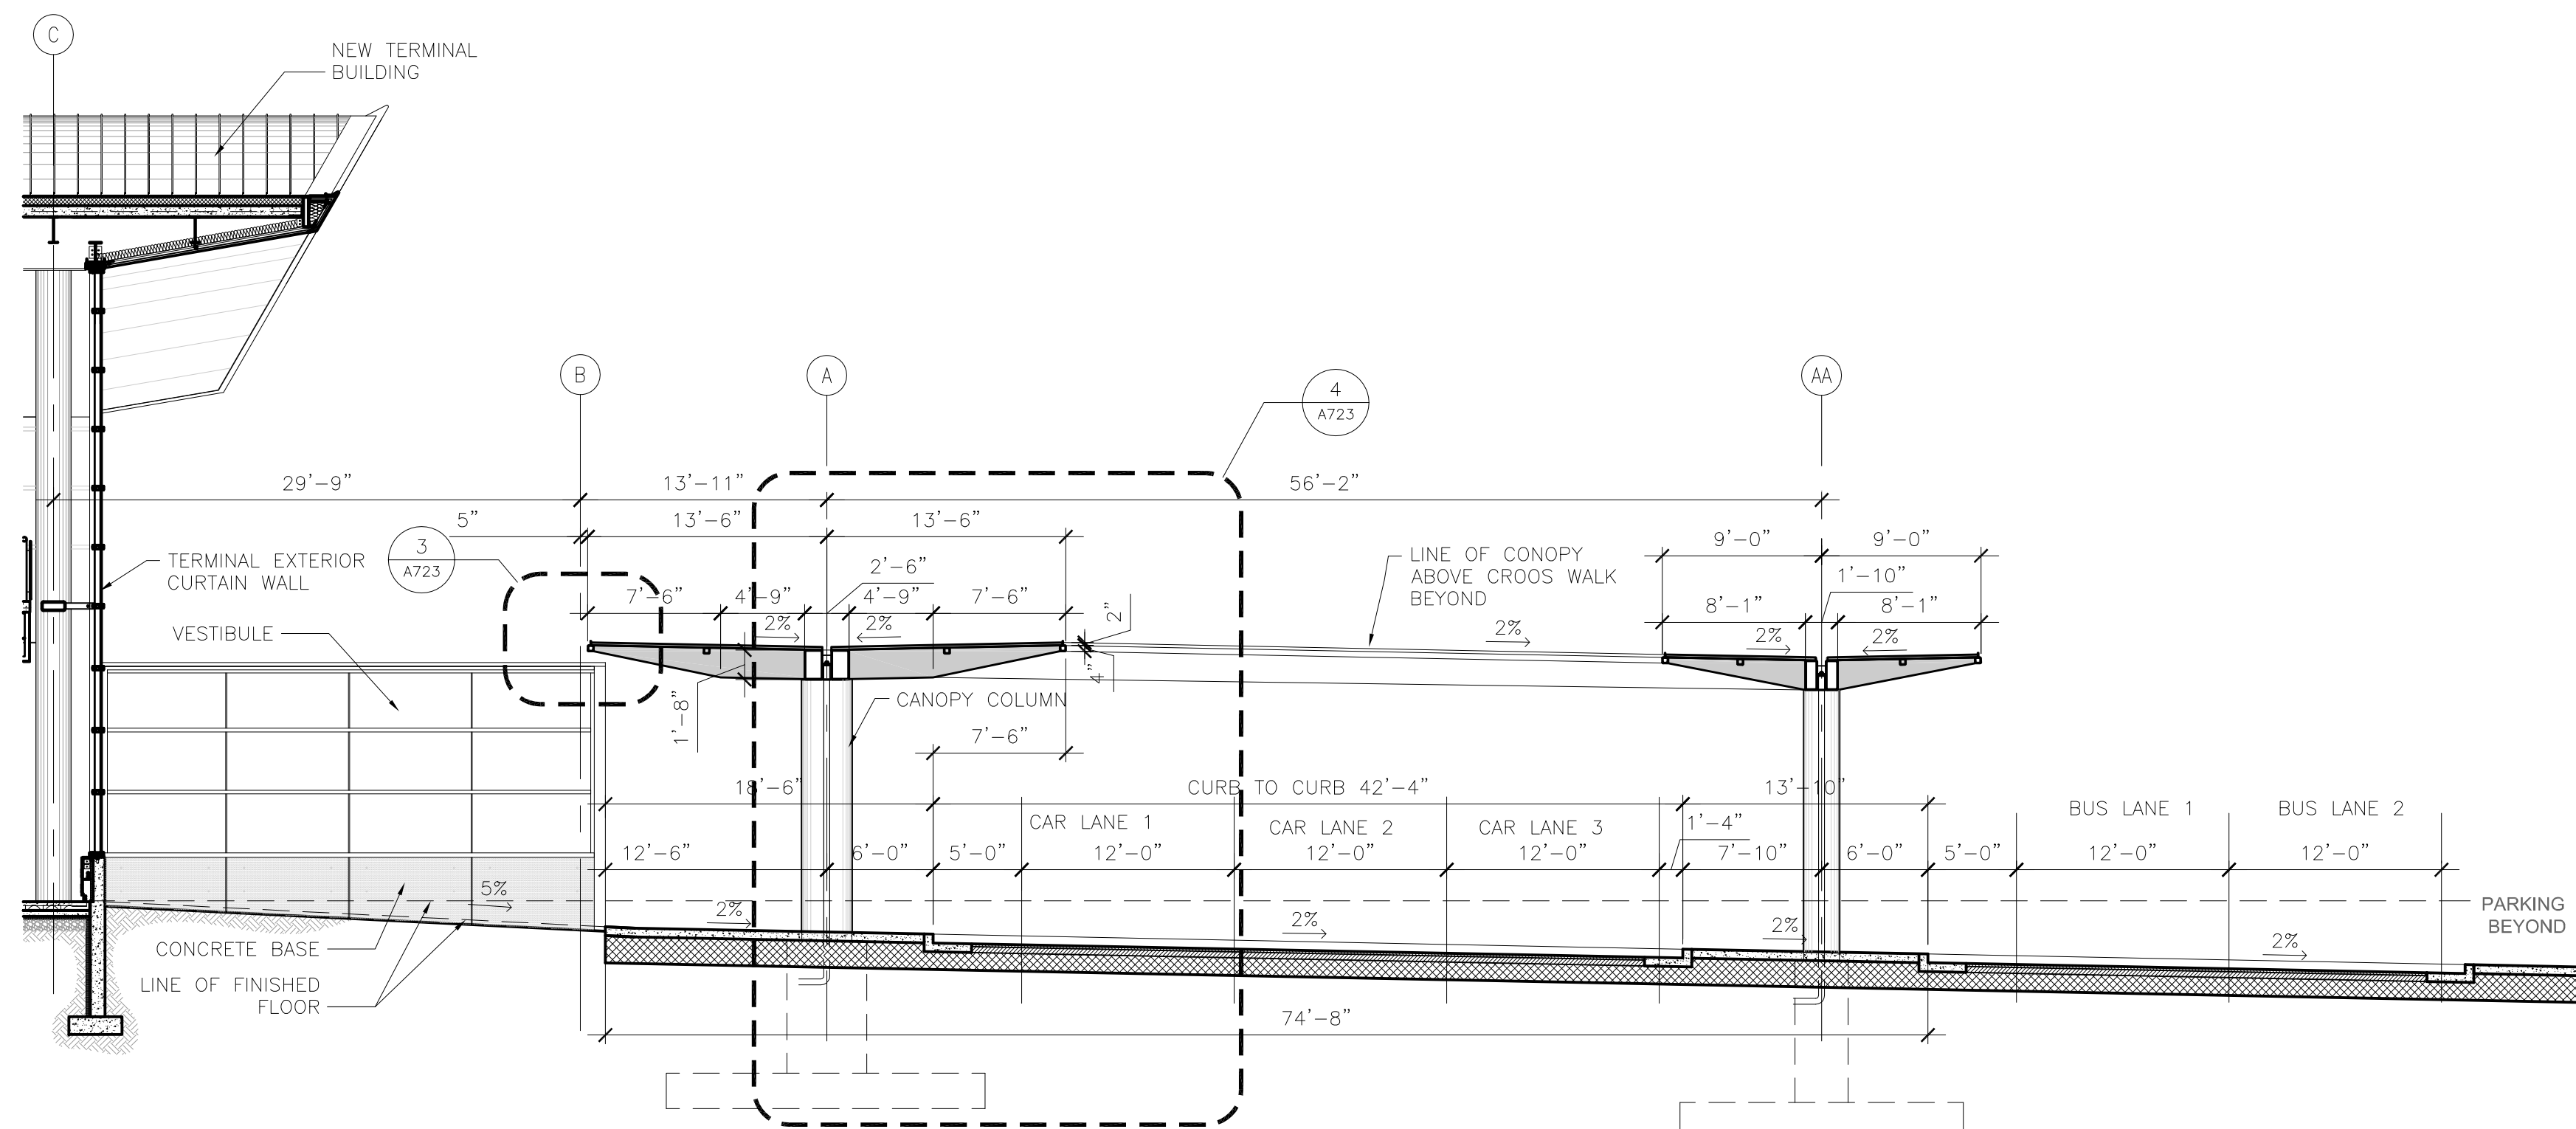 C
NEW TERMINAL
BUILDING
B
A
4
A723
AA
29'-9"
13'-11"
56'-2"
5"
13'-6"
13'-6"
9'-0"
9'-0"
3
A723
TERMINAL EXTERIOR
CURTAIN WALL
2'-6"
LINE OF CONOPY
ABOVE CROOS WALK
BEYOND
1'-10"
7'-6"
4'-9"
4'-9"
7'-6"
2"
8'-1"
8'-1"
VESTIBULE
2%
2%
2%
2%
2%
4"
1'-8"
CANOPY COLUMN
7'-6"
18'-6"
CURB TO CURB 42'-4"
13'-10"
BUS LANE 1
BUS LANE 2
CAR LANE 1
CAR LANE 2
CAR LANE 3
1'-4"
12'-6"
6'-0"
5'-0"
12'-0"
12'-0"
12'-0"
7'-10"
6'-0"
5'-0"
12'-0"
12'-0"
5%
2%
2%
2%
2%
PARKING
BEYOND
CONCRETE BASE
LINE OF FINISHED
FLOOR
74'-8"